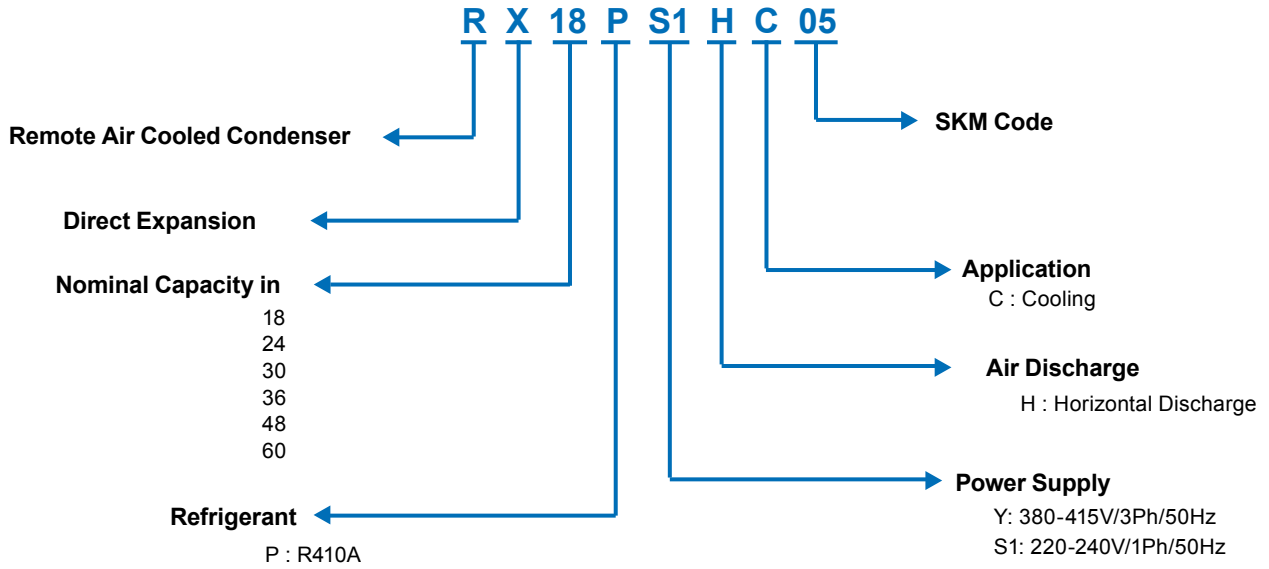 R X 18 P S1 H C 05
Remote Air Cooled Condenser
SKM Code
Direct Expansion
Nominal Capacity in
18
24
30
36
48
60
Application
C : Cooling
Air Discharge
H : Horizontal Discharge
Refrigerant
P : R410A
Power Supply
Y: 380-415V/3Ph/50Hz
S1: 220-240V/1Ph/50Hz